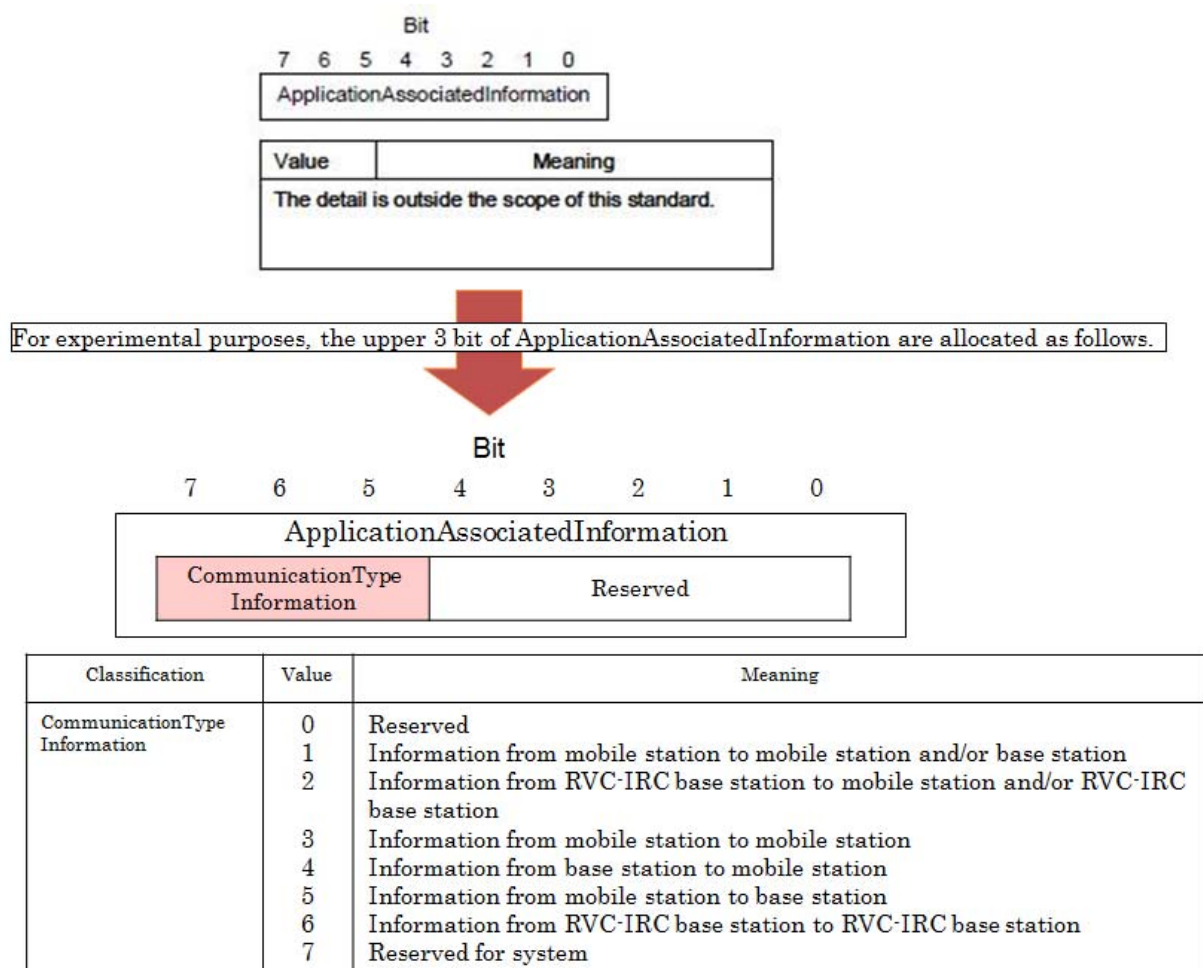 Bit
7 6 5 4 3 2 1 0
ApplicationAssociatedInformation
Value Meaning
The detail is outside the scope of this standard.
For experimental purposes, the upper 3 bit of ApplicationAssociatedInformation are allocated as follows.
Bit
7 6 5 4 3 2 1 0
ApplicationAssociatedInformation
CommunicationType
Information
Reserved
Classification Value Meaning
CommunicationType
Information
0 Reserved
1 Information from mobile station to mobile station and/or base station
2 Information from RVC-IRC base station to mobile station and/or RVC-IRC
base station
3 Information from mobile station to mobile station
4 Information from base station to mobile station
5 Information from mobile station to base station
6 Information from RVC-IRC base station to RVC-IRC base station
7 Reserved for system